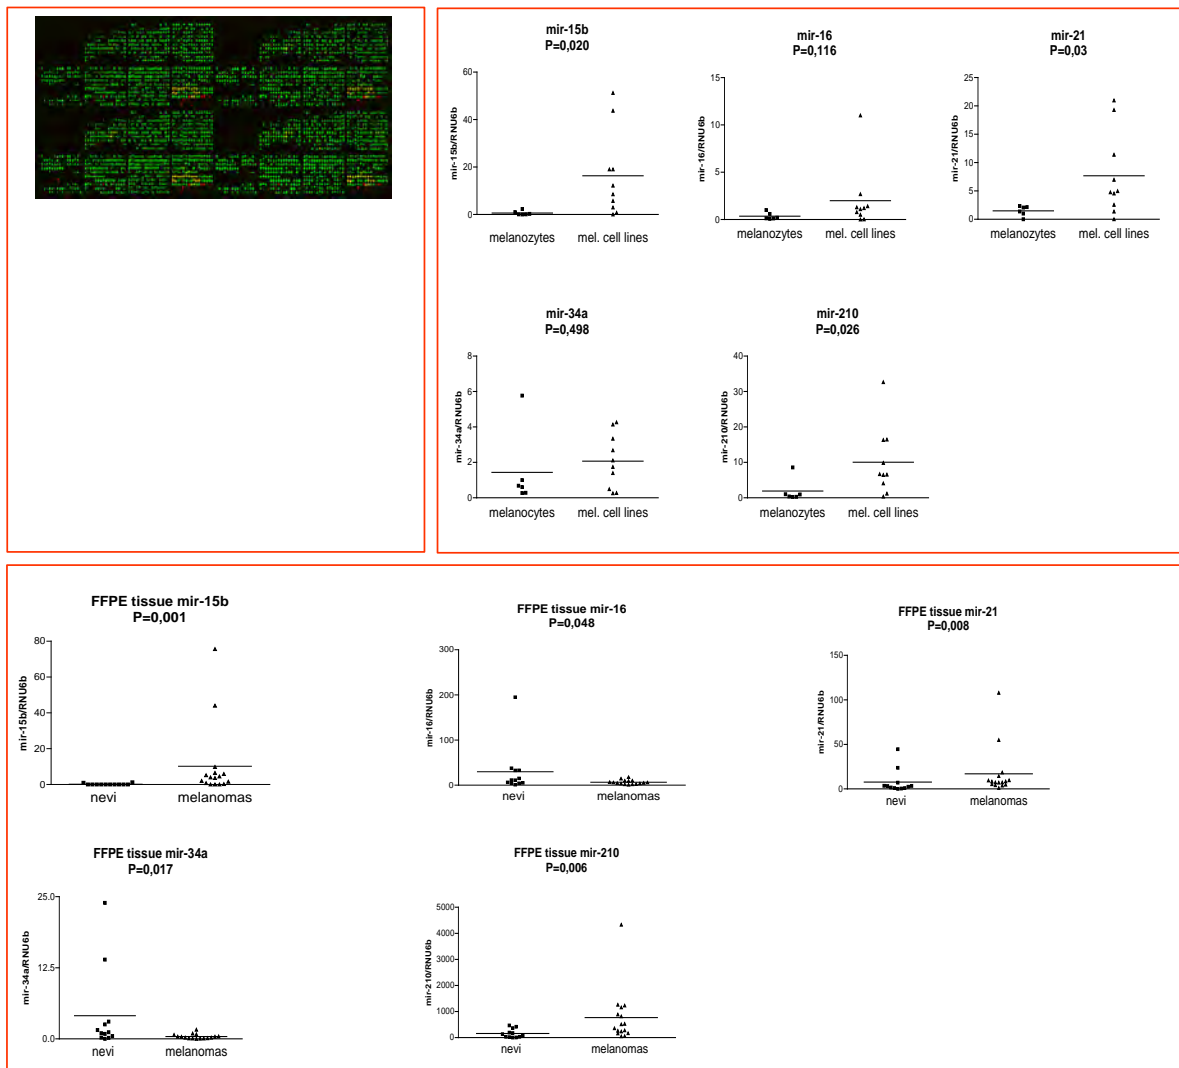 mir-15b
P=0,020
mir-15b/RNU6b
60
40
20
0
melanozytes mel. cell lines
mir-16
P=0,116
mir-16/RNU6b
15
10
5
0
melanozytes mel. cell lines
mir-21
P=0,03
mir-21/RNU6b
25
20
15
10
5
0
melanozytes mel. cell lines
mir-34a
P=0,498
mir-34a/RNU6b
8
6
4
2
0
melanocytes mel. cell lines
mir-210
P=0,026
mir-210/RNU6b
40
30
20
10
0
melanozytes mel. cell lines
FFPE tissue mir-15b
P=0,001
mir-15b/RNU6b
80
60
40
20
0
nevi melanomas
FFPE tissue mir-16
P=0,048
mir-16/RNU6b
300
200
100
0
nevi melanomas
FFPE tissue mir-21
P=0,008
mir-21/RNU6b
150
100
50
0
nevi melanomas
FFPE tissue mir-34a
P=0,017
mir-34a/RNU6b
25.0
12.5
0.0
nevi melanomas
FFPE tissue mir-210
P=0,006
mir-210/RNU6b
5000
4000
3000
2000
1000
0
nevi melanomas